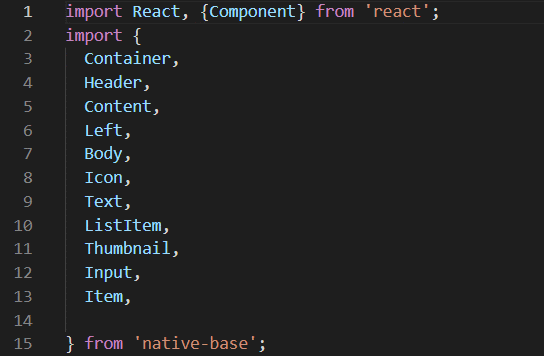 1 import React, {Component} from 'react';
2 import {
3 Container,
4 Header,
5 Content,
6 Left,
7 Body,
8 Icon,
9 Text,
10 ListItem,
11 Thumbnail,
12 Input,
13 Item,
14
15 } from 'native-base';